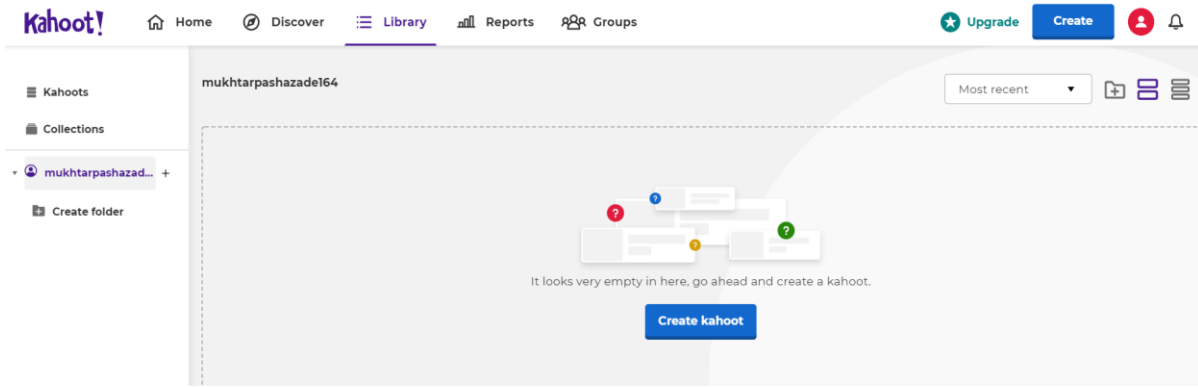 Kahoot! Home Discover Library Reports Groups Upgrade Create
Kahoots
Collections
mukhtarpashazad... +
Create folder
mukhtarpashazade164
Most recent
? ? ? ?
It looks very empty in here, go ahead and create a kahoot.
Create kahoot